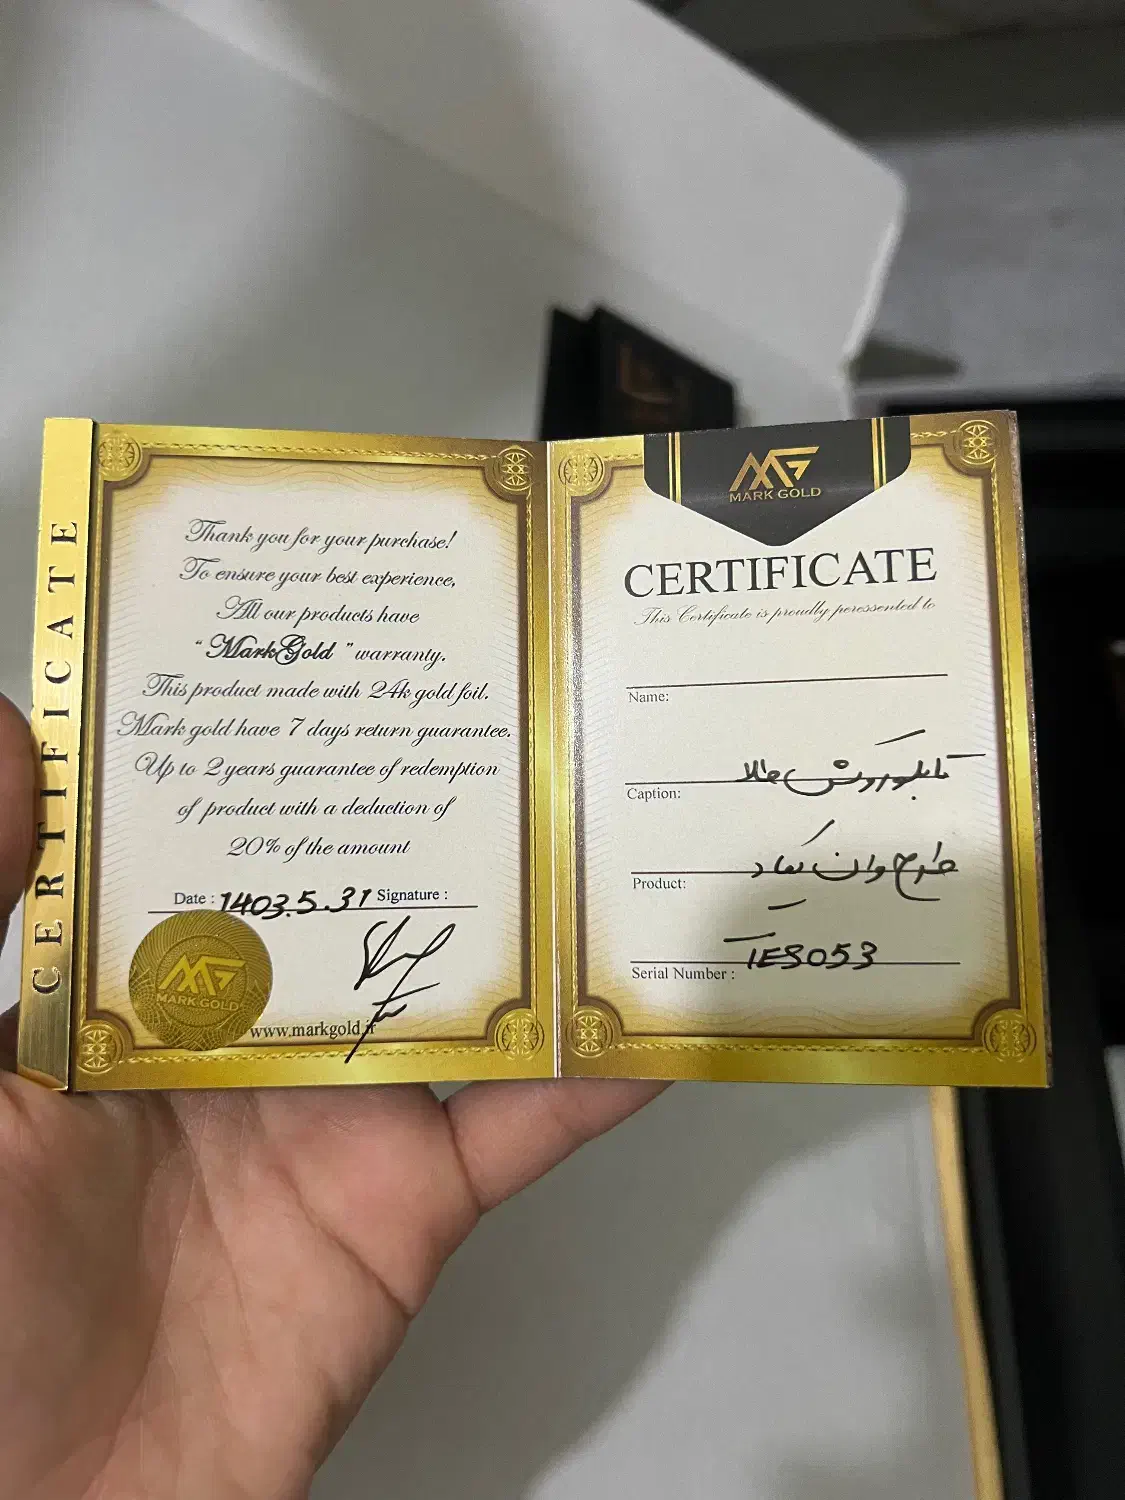 CERTIFICATE
Thank you for your purchase!
To ensure your best experience,
All our products have
"MarkGold" warranty.
This product made with 24k gold foil.
Mark gold have 7 days return guarantee.
Up to 2 years guarantee of redemption
of product with a deduction of
20% of the amount
Date : 1403.5.31 Signature :
MARK GOLD
www.markgold.ir
MARK GOLD
CERTIFICATE
This Certificate is proudly peressented to
Name:
تابلو روکش طلا
Caption:
طرح وان یکاد
Product:
TES053
Serial Number :